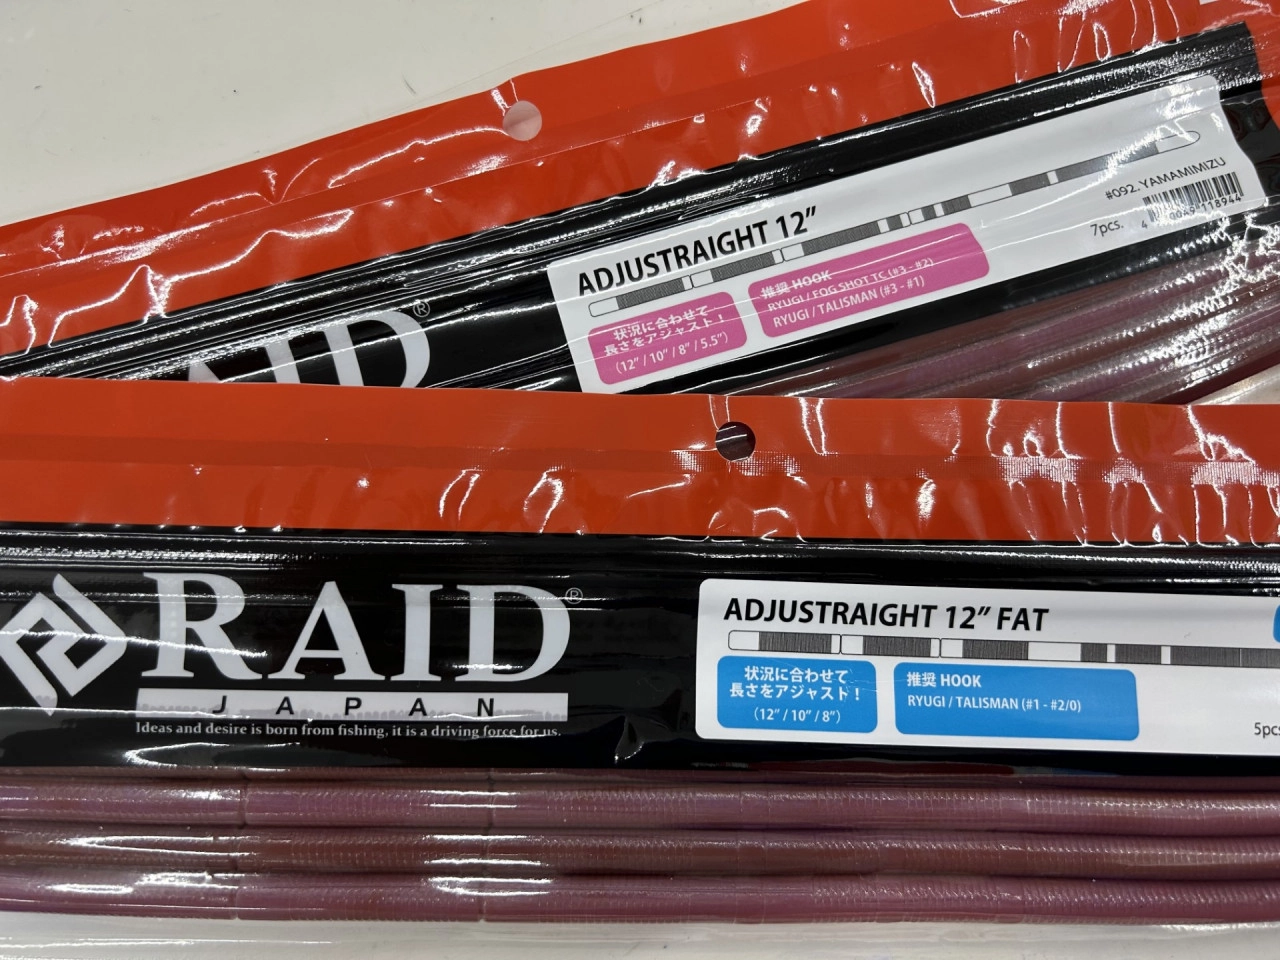 AID®
ADJUSTRAIGHT 12”
状況に合わせて
長さをアジャスト！
(12” / 10” / 8” / 5.5”)
推奨 HOOK
RYUGI / FOG SHOT TC (#3 - #2)
RYUGI / TALISMAN (#3 - #1)
#092.YAMAMIMIZU
7pcs.
RAID®
JAPAN
Ideas and desire is born from fishing, it is a driving force for us.
ADJUSTRAIGHT 12” FAT
状況に合わせて
長さをアジャスト！
(12” / 10” / 8”)
推奨 HOOK
RYUGI / TALISMAN (#1 - #2/0)
5pcs